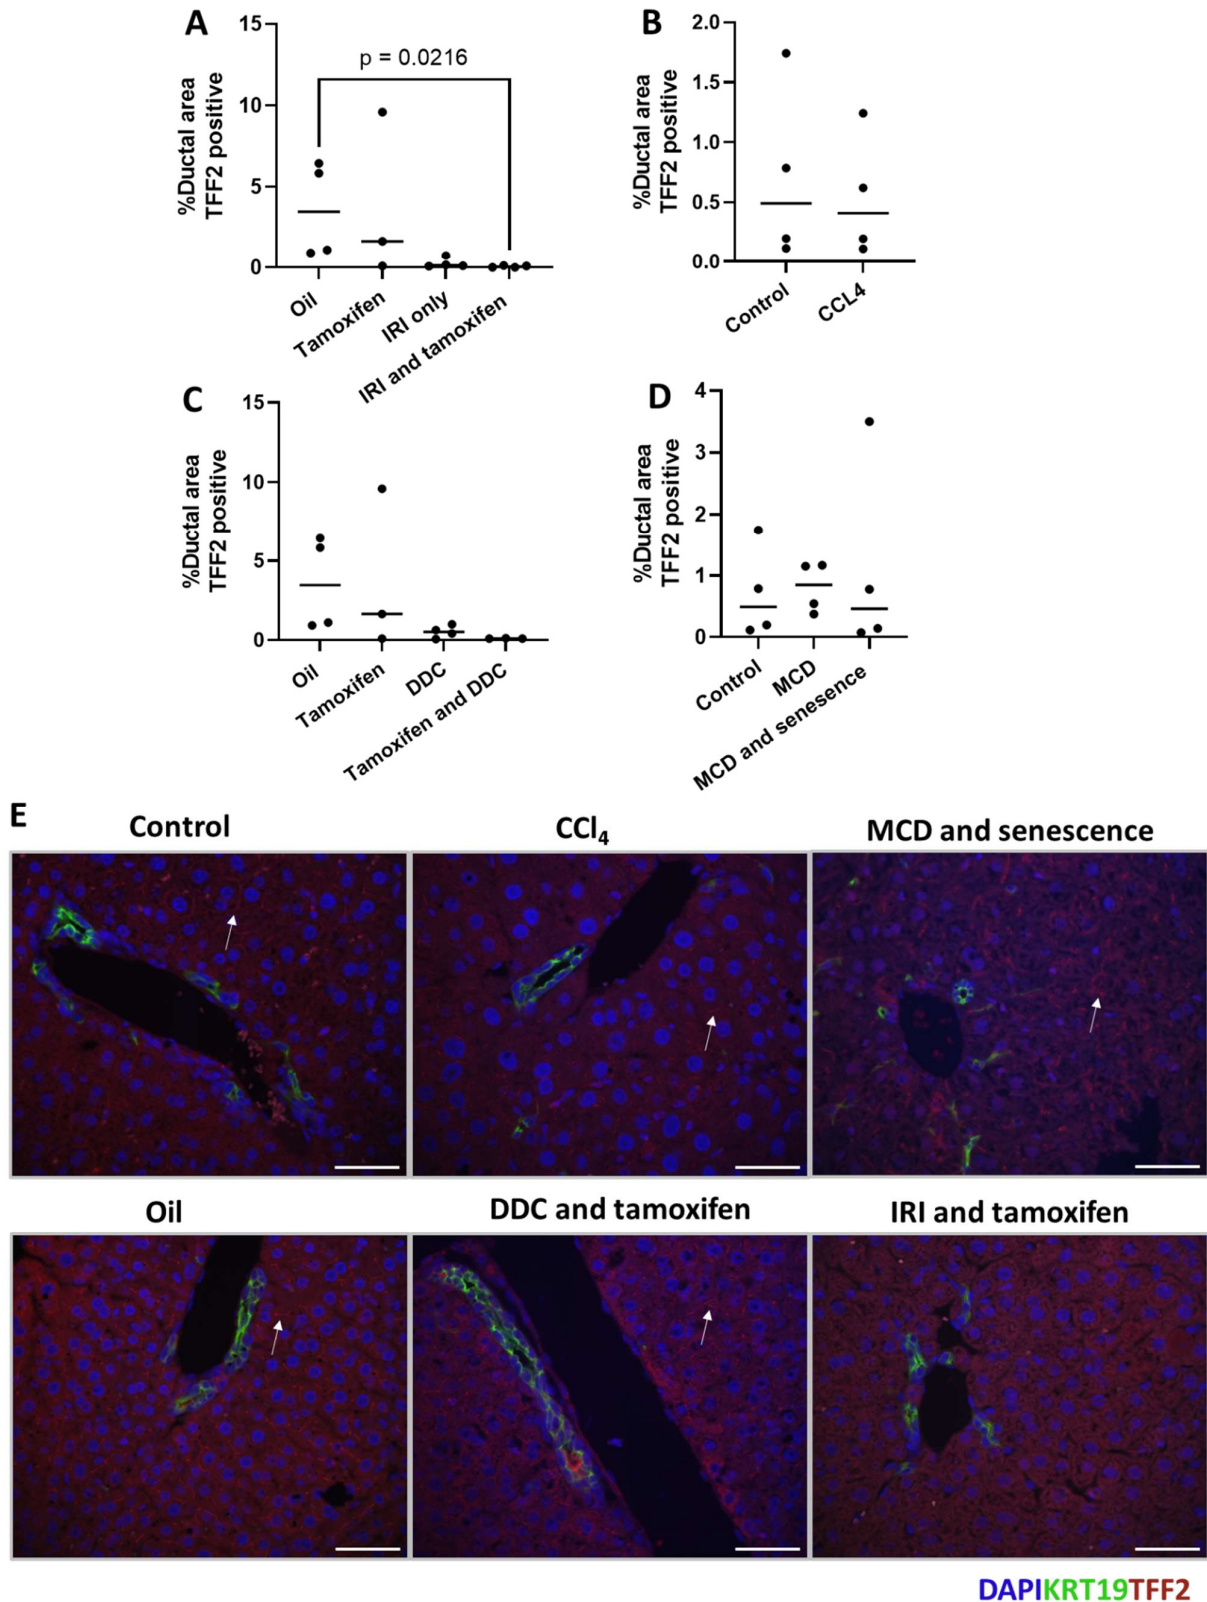 A
%Ductal area
TFF2 positive
15
10
5
0
p = 0.0216
Oil
Tamoxifen
IRI only
IRI and tamoxifen
B
%Ductal area
TFF2 positive
2.0
1.5
1.0
0.5
0.0
Control
CCL4
C
%Ductal area
TFF2 positive
15
10
5
0
Oil
Tamoxifen
DDC
Tamoxifen and DDC
D
%Ductal area
TFF2 positive
4
3
2
1
0
Control
MCD
MCD and senesence
E
Control
CCl₄
MCD and senescence
Oil
DDC and tamoxifen
IRI and tamoxifen
DAPIKRT19TFF2